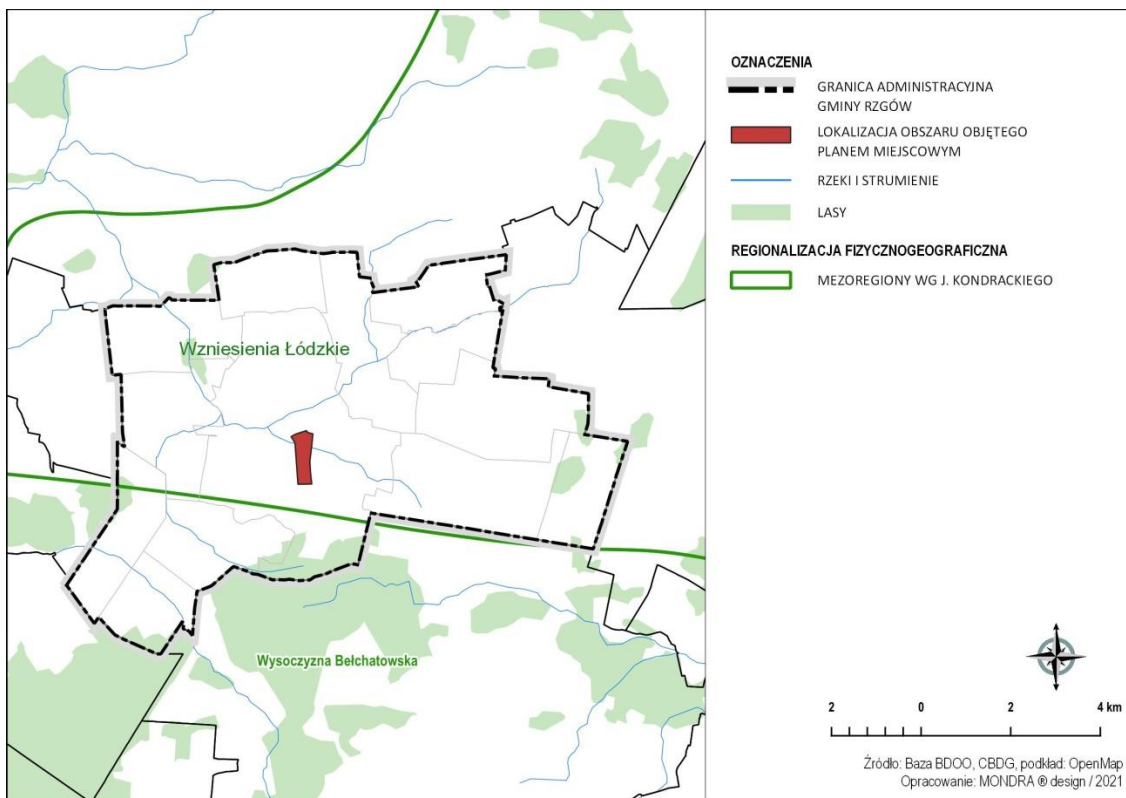 OZNACZENIA
GRANICA ADMINISTRACYJNA
GMINY RZGÓW
LOKALIZACJA OBSZARU OBJĘTEGO
PLANEM MIEJSCOWYM
RZEKI I STRUMIENIE
LASY
REGIONALIZACJA FIZYCZNOGEOGRAFICZNA
MEZOREGIONY WG J. KONDRACKIEGO
Wzniesienia Łódzkie
Wysoczyzna Bełchatowska
2 0 2 4 km
Źródło: Baza BDOO, CBDG, podkład: OpenMap
Opracowanie: MONDRA ® design / 2021